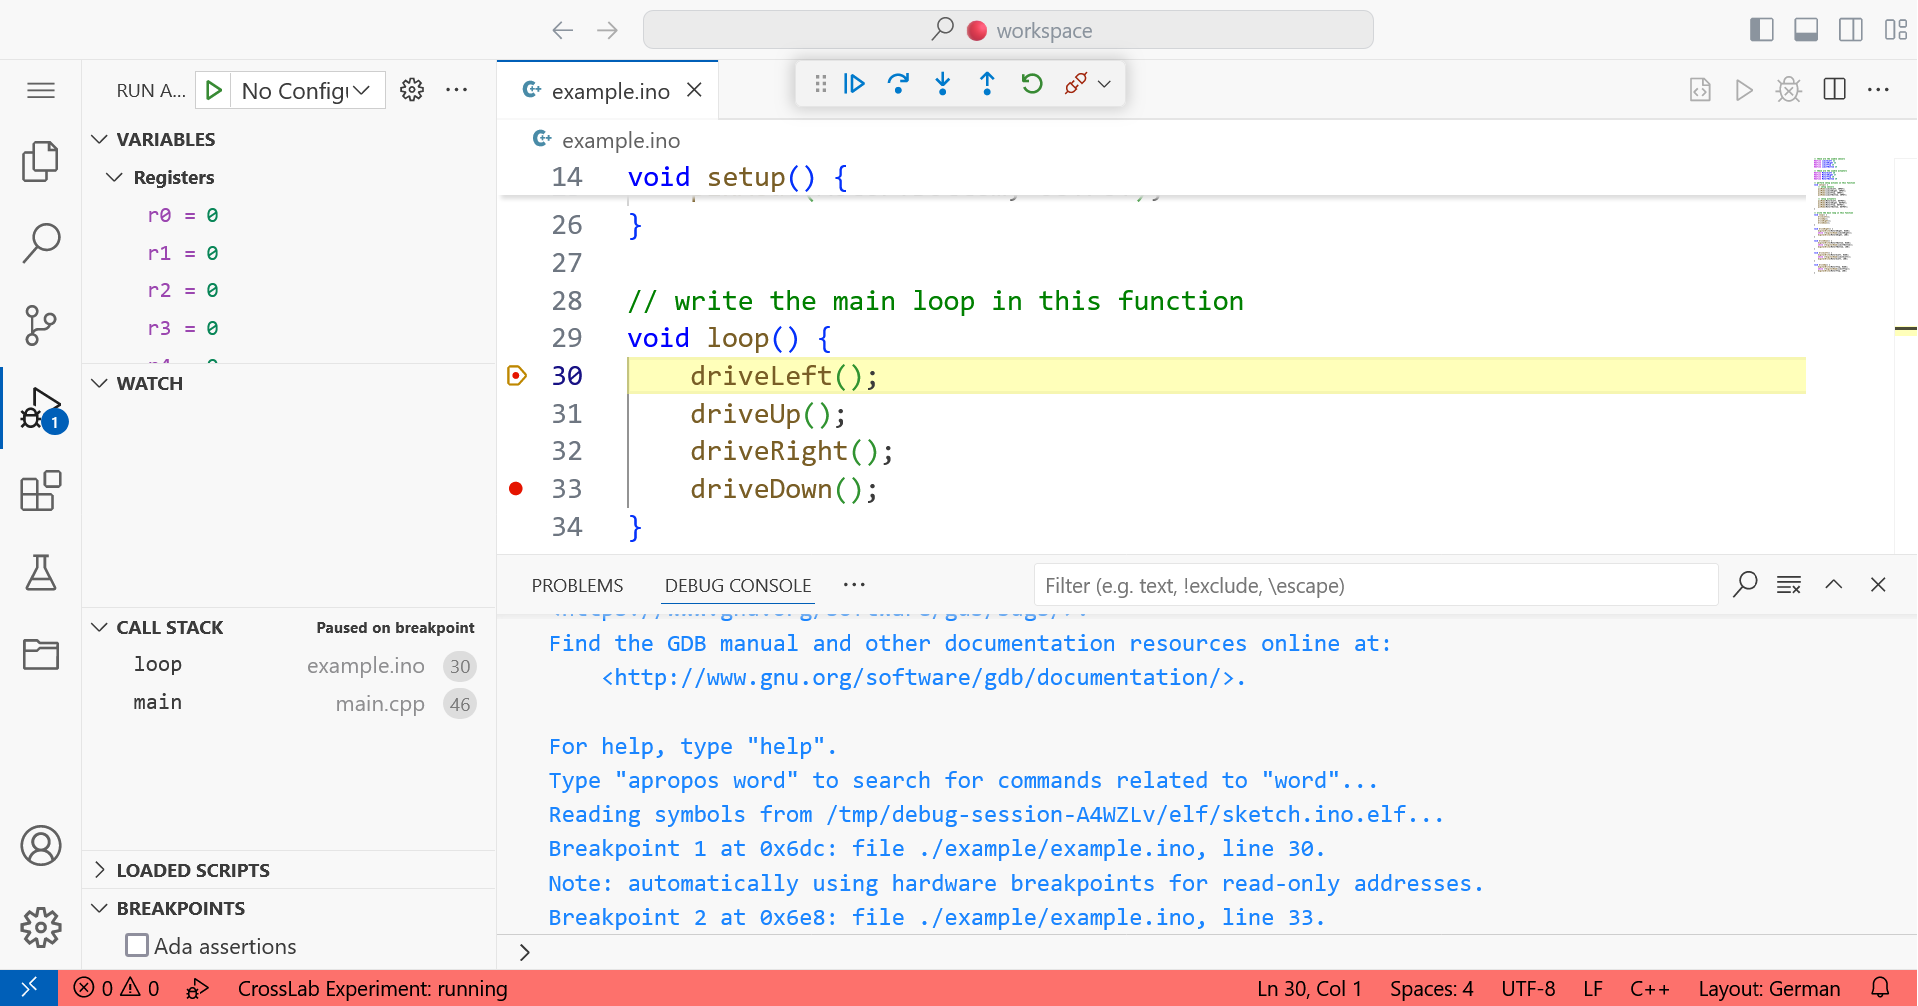 workspace
RUN A...
No Configu
example.ino
VARIABLES
Registers
r0 = 0
r1 = 0
r2 = 0
r3 = 0
WATCH
CALL STACK
Paused on breakpoint
loop
example.ino
30
main
main.cpp
46
LOADED SCRIPTS
BREAKPOINTS
Ada assertions
example.ino
14 void setup() {
26 }
27
28 // write the main loop in this function
29 void loop() {
30 driveLeft();
31 driveUp();
32 driveRight();
33 driveDown();
34 }
PROBLEMS
DEBUG CONSOLE
Filter (e.g. text, !exclude, \escape)
Find the GDB manual and other documentation resources online at:
<http://www.gnu.org/software/gdb/documentation/>.
For help, type "help".
Type "apropos word" to search for commands related to "word"...
Reading symbols from /tmp/debug-session-A4WZLv/elf/sketch.ino.elf...
Breakpoint 1 at 0x6dc: file ./example/example.ino, line 30.
Note: automatically using hardware breakpoints for read-only addresses.
Breakpoint 2 at 0x6e8: file ./example/example.ino, line 33.
1
0
0
CrossLab Experiment: running
Ln 30, Col 1
Spaces: 4
UTF-8
LF
C++
Layout: German